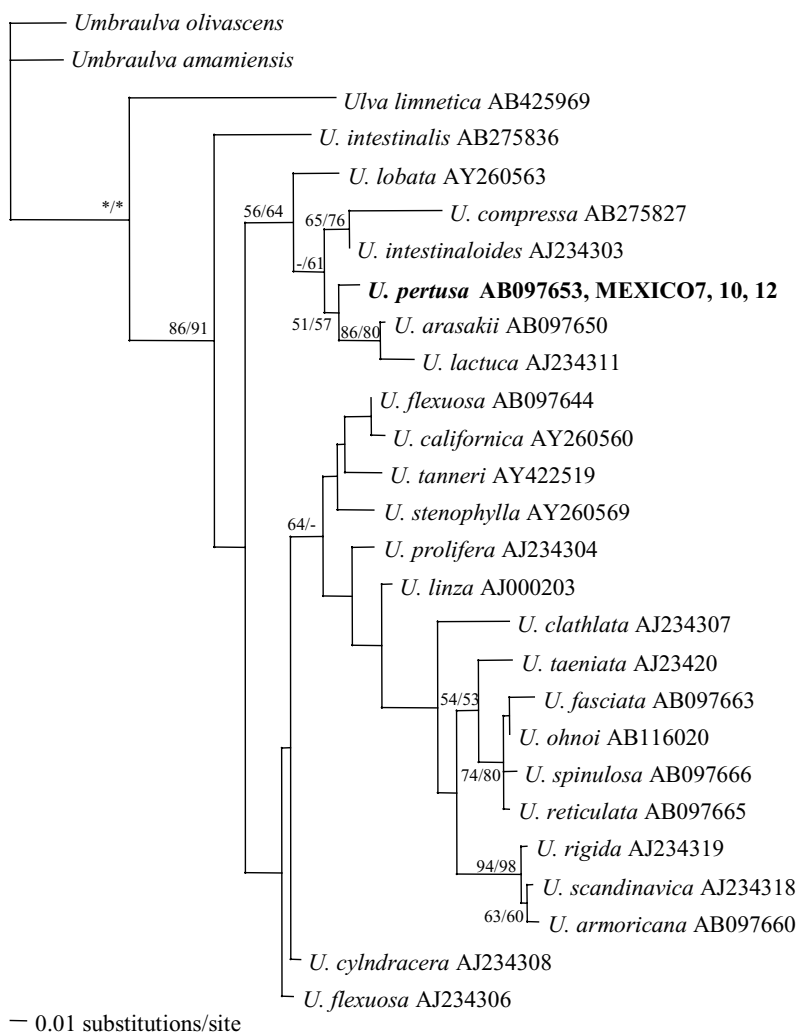 Umbraulva olivascens
Umbraulva amamiensis
Ulva limnetica AB425969
U. intestinalis AB275836
*/*
56/64
U. lobata AY260563
65/76
U. compressa AB275827
U. intestinaloides AJ234303
-/61
U. pertusa AB097653, MEXICO7, 10, 12
86/91
51/57
86/80
U. arasakii AB097650
U. lactuca AJ234311
U. flexuosa AB097644
U. californica AY260560
U. tanneri AY422519
U. stenophylla AY260569
64/-
U. prolifera AJ234304
U. linza AJ000203
U. clathlata AJ234307
U. taeniata AJ23420
54/53
U. fasciata AB097663
U. ohnoi AB116020
74/80
U. spinulosa AB097666
U. reticulata AB097665
U. rigida AJ234319
94/98
U. scandinavica AJ234318
63/60
U. armoricana AB097660
U. cylndracera AJ234308
U. flexuosa AJ234306
0.01 substitutions/site